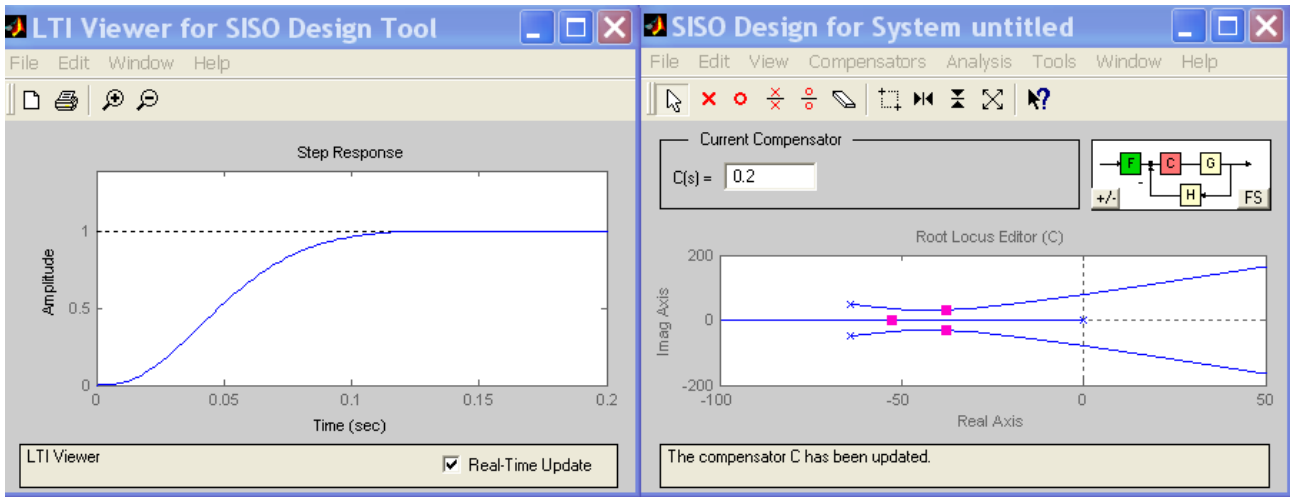 LTI Viewer for SISO Design Tool
File Edit Window Help
Step Response
Amplitude
1
0.5
0
0 0.05 0.1 0.15 0.2
Time (sec)
LTI Viewer
Real-Time Update
SISO Design for System untitled
File Edit View Compensators Analysis Tools Window Help
Current Compensator
C(s) = 0.2
F C G
+/- H FS
Root Locus Editor (C)
Imag Axis
200
0
-200
-100 -50 0 50
Real Axis
The compensator C has been updated.